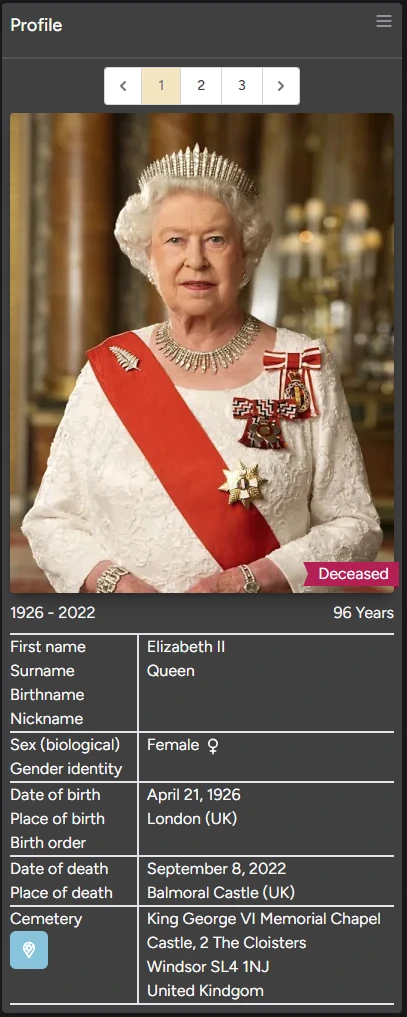 Profile
1 2 3
Deceased
1926 - 2022 96 Years
First name Elizabeth II
Surname Queen
Birthname
Nickname
Sex (biological) Female ♀
Gender identity
Date of birth April 21, 1926
Place of birth London (UK)
Birth order
Date of death September 8, 2022
Place of death Balmoral Castle (UK)
Cemetery King George VI Memorial Chapel
Castle, 2 The Cloisters
Windsor SL4 1NJ
United Kindgom